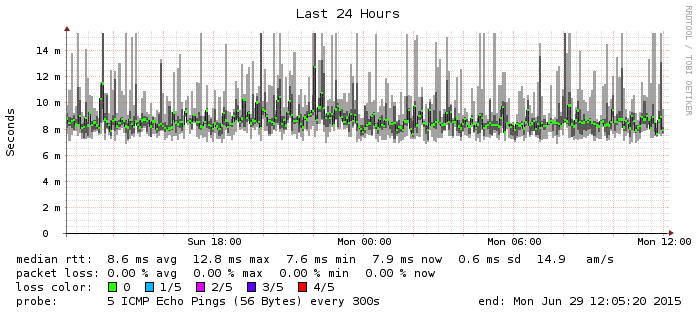 Last 24 Hours
RRDTOOL / TOBI OETIKER
Seconds
14 m
12 m
10 m
8 m
6 m
4 m
2 m
0
Sun 18:00 Mon 00:00 Mon 06:00 Mon 12:00
median rtt: 8.6 ms avg 12.8 ms max 7.6 ms min 7.9 ms now 0.6 ms sd 14.9 am/s
packet loss: 0.00 % avg 0.00 % max 0.00 % min 0.00 % now
loss color: 0 1/5 2/5 3/5 4/5
probe: 5 ICMP Echo Pings (56 Bytes) every 300s end: Mon Jun 29 12:05:20 2015